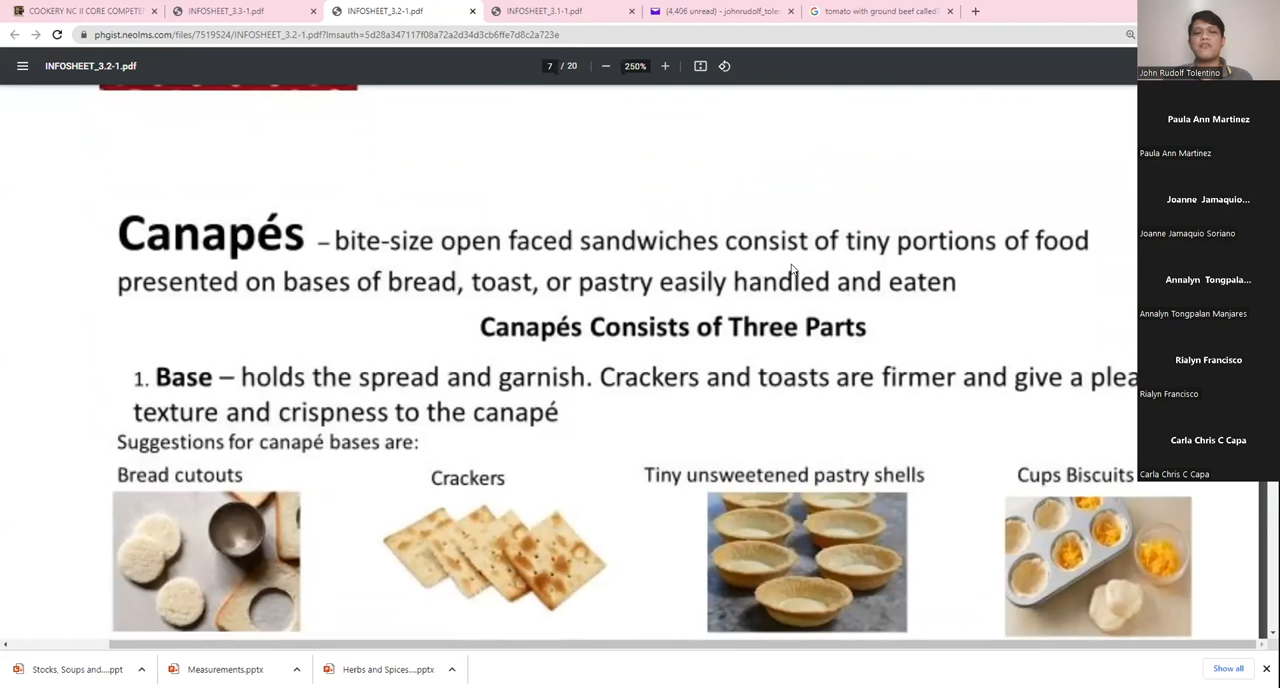 COOKERY NC II CORE COMPETE
INFOSHEET_3.3-1.pdf
INFOSHEET_3.2-1.pdf
INFOSHEET_3.1-1.pdf
(4,406 unread) - johnrudolf_toler
tomato with ground beef called
phgist.neolms.com/files/7519524/INFOSHEET_3.2-1.pdf?lmsauth=5d28a347117f08a72a2d34d3cb6ffe7d8c2a723e
INFOSHEET_3.2-1.pdf
7 / 20
250%
John Rudolf Tolentino
Paula Ann Martinez
Paula Ann Martinez
Joanne Jamaquio...
Joanne Jamaquio Soriano
Annalyn Tongpala...
Annalyn Tongpalan Manjares
Rialyn Francisco
Rialyn Francisco
Carla Chris C Capa
Carla Chris C Capa
Canapés – bite-size open faced sandwiches consist of tiny portions of food
presented on bases of bread, toast, or pastry easily handled and eaten
Canapés Consists of Three Parts
1. Base – holds the spread and garnish. Crackers and toasts are firmer and give a plea
texture and crispness to the canapé
Suggestions for canapé bases are:
Bread cutouts
Crackers
Tiny unsweetened pastry shells
Cups Biscuits
Stocks, Soups and....ppt
Measurements.pptx
Herbs and Spices....pptx
Show all